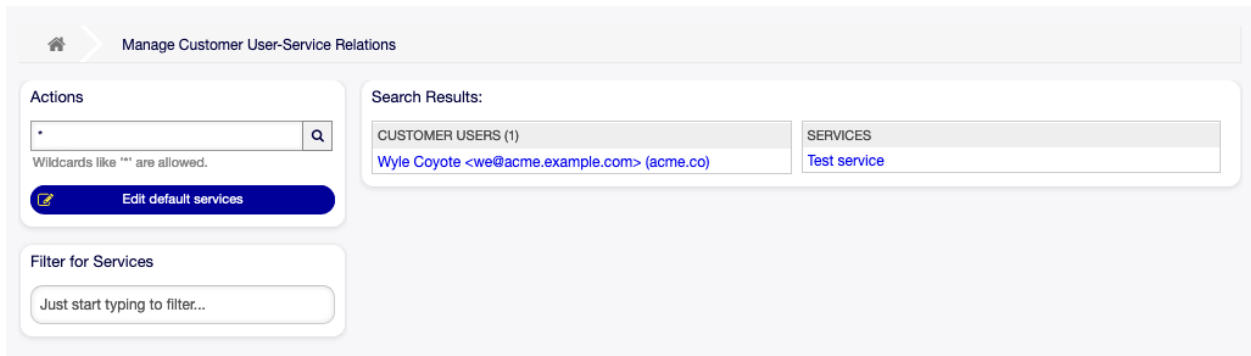 Manage Customer User-Service Relations
Actions
*
Wildcards like '*' are allowed.
Edit default services
Filter for Services
Just start typing to filter...
Search Results:
CUSTOMER USERS (1)
Wyle Coyote <we@acme.example.com> (acme.co)
SERVICES
Test service